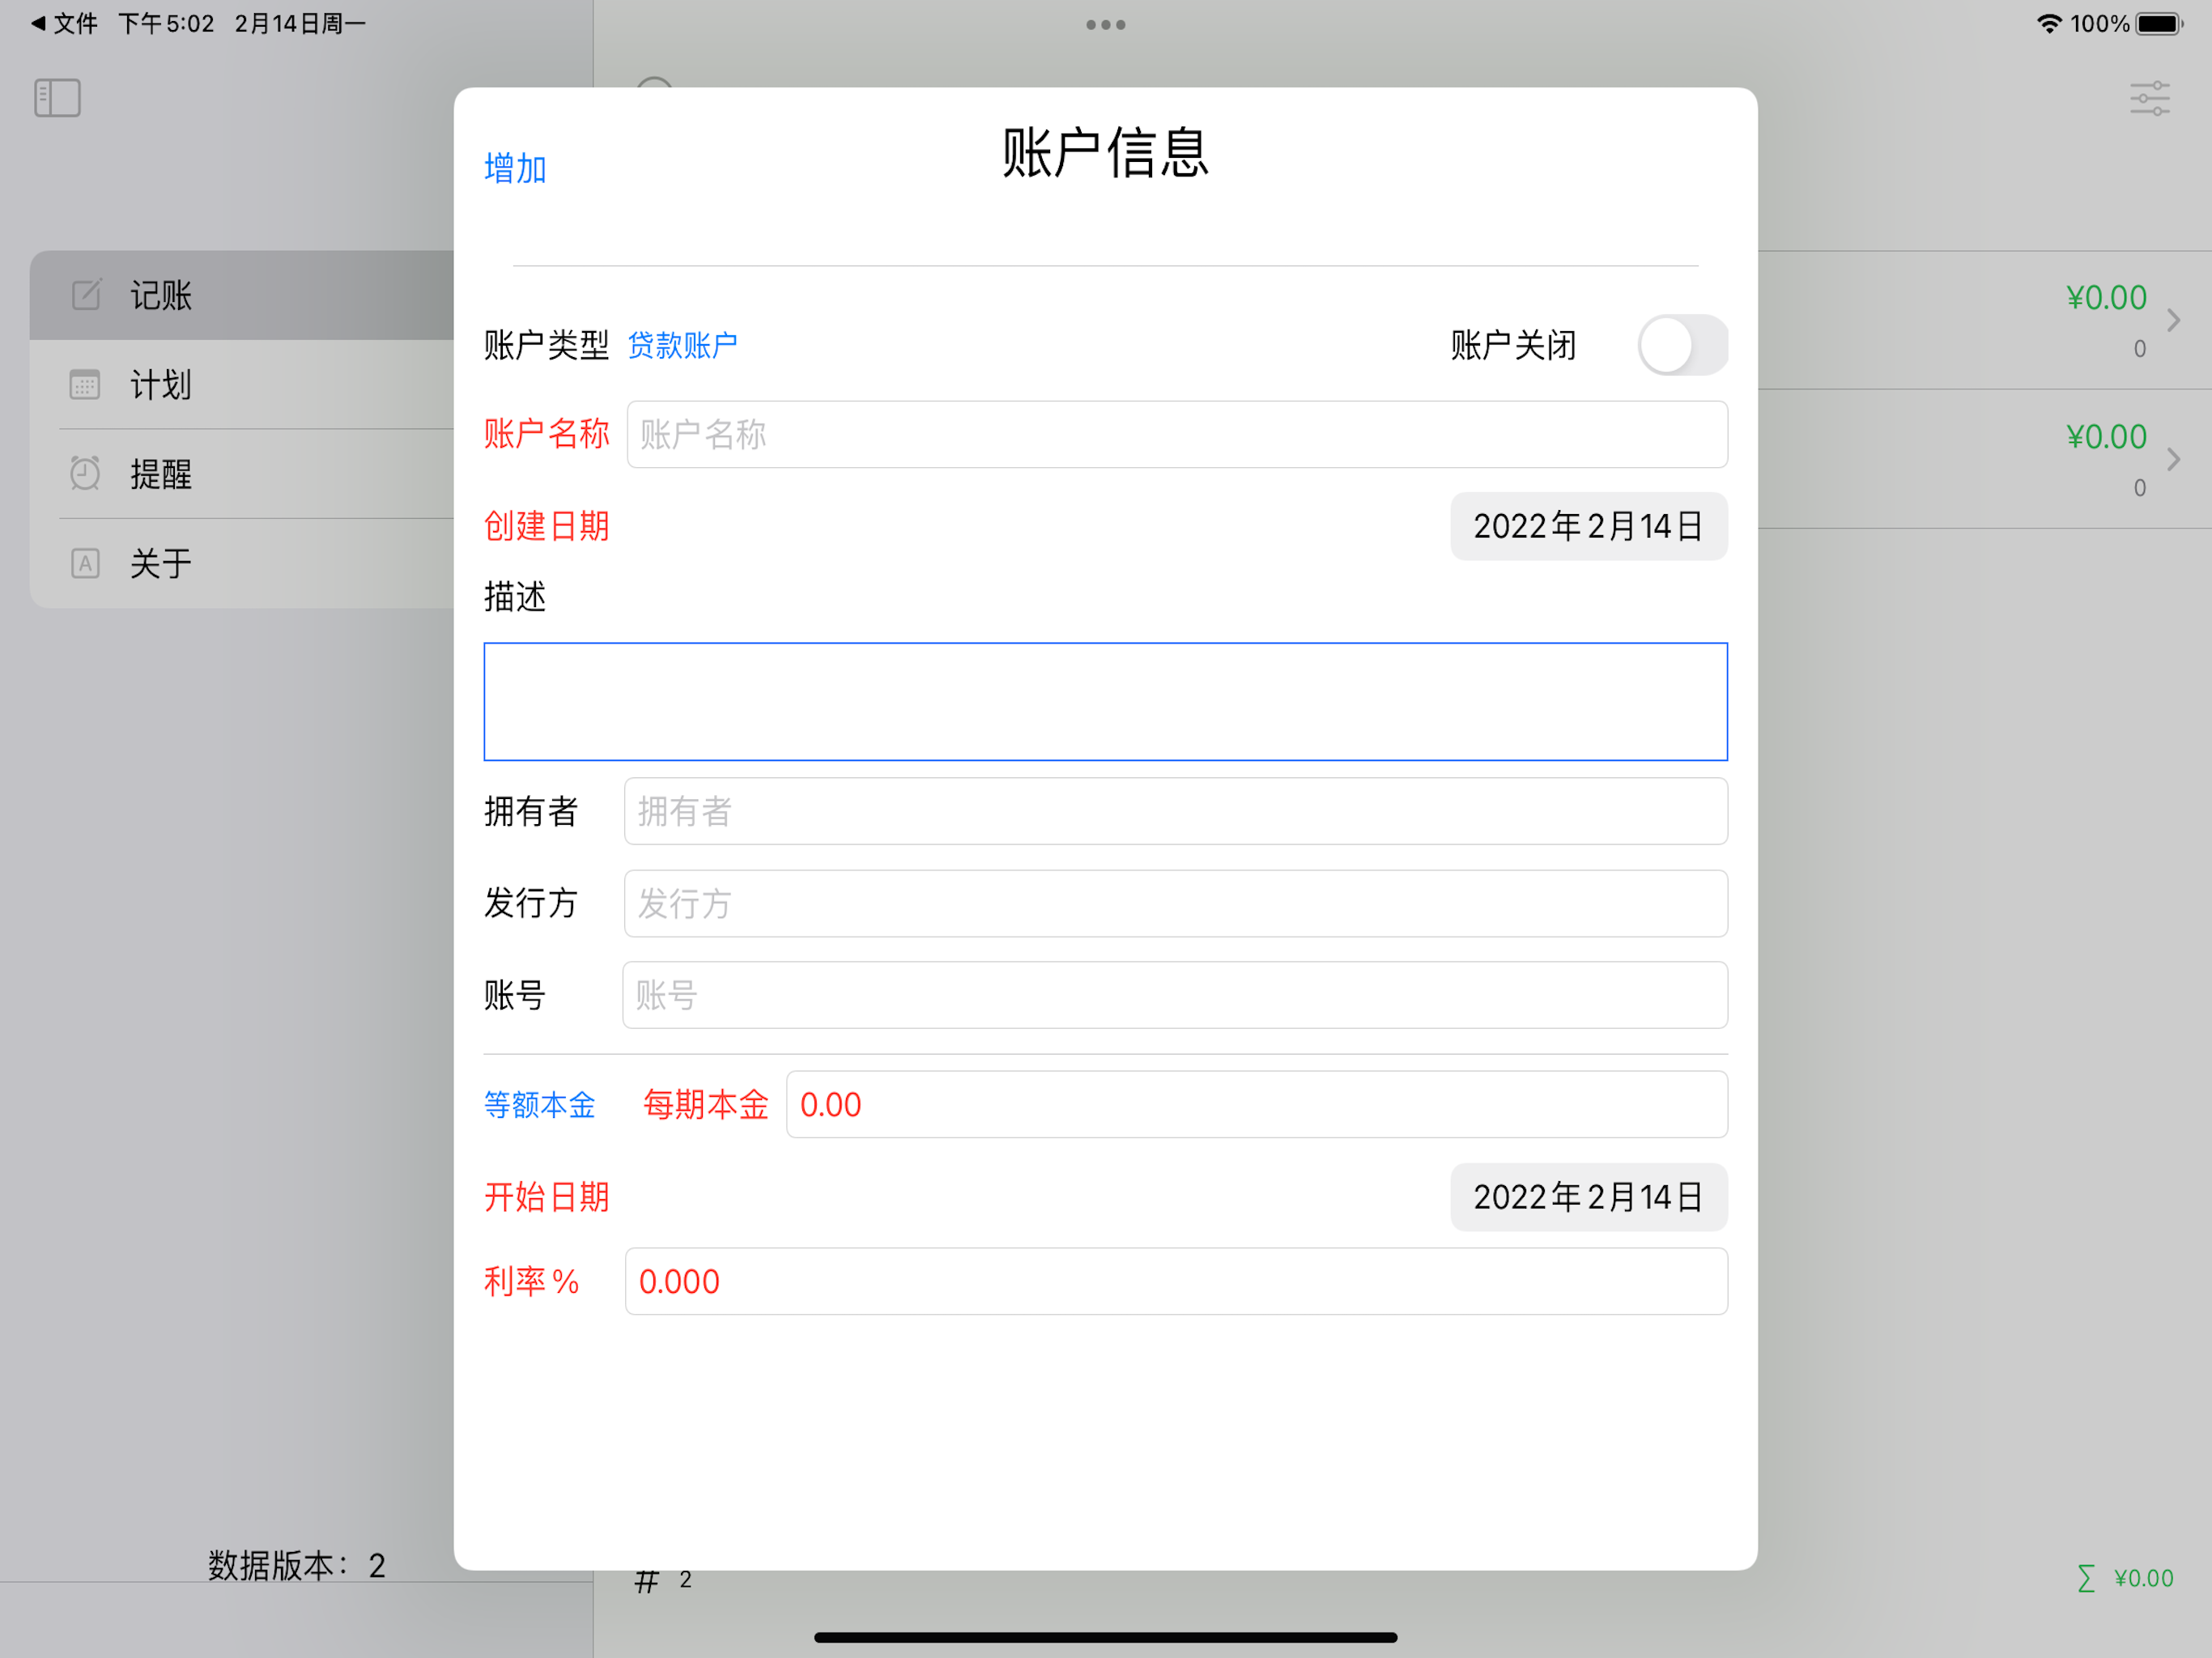 文件 下午5:02 2月14日周一
100%
账户信息
增加
记账
计划
提醒
关于
账户类型 贷款账户 账户关闭
账户名称 账户名称
创建日期 2022年2月14日
描述
拥有者 拥有者
发行方 发行方
账号 账号
等额本金 每期本金 0.00
开始日期 2022年2月14日
利率% 0.000
¥0.00
0
¥0.00
0
数据版本：2
# 2
∑ ¥0.00